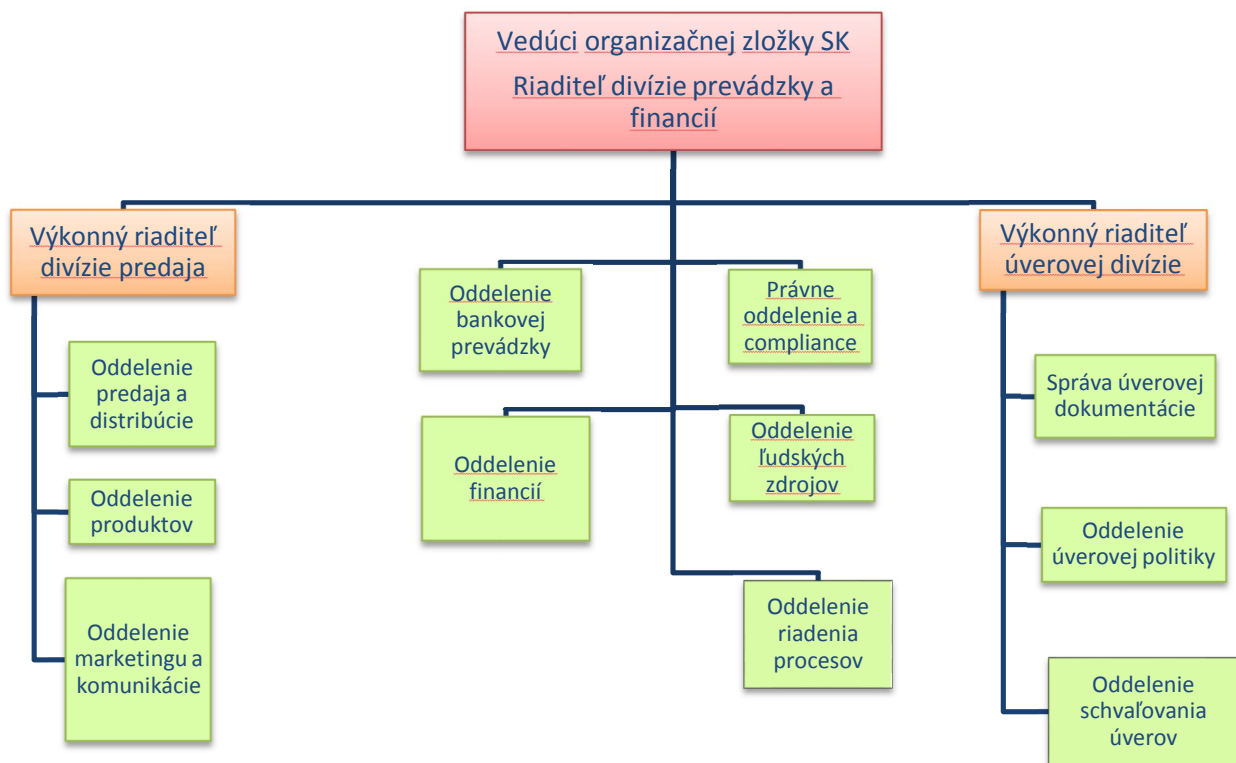 Vedúci organizačnej zložky SK
Riaditeľ divízie prevádzky a
financií
Výkonný riaditeľ
divízie predaja
Výkonný riaditeľ
úverovej divízie
Oddelenie
bankovej
prevádzky
Právne
oddelenie a
compliance
Oddelenie
predaja a
distribúcie
Správa úverovej
dokumentácie
Oddelenie
financií
Oddelenie
ľudských
zdrojov
Oddelenie
produktov
Oddelenie
úverovej politiky
Oddelenie
marketingu a
komunikácie
Oddelenie
riadenia
procesov
Oddelenie
schvaľovania
úverov